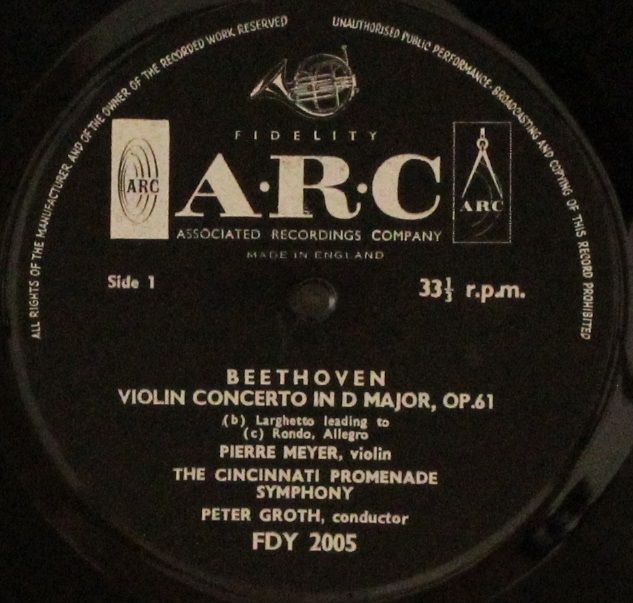 ALL RIGHTS OF THE MANUFACTURER AND OF THE OWNER OF THE RECORDED WORK RESERVED
UNAUTHORISED PUBLIC PERFORMANCE·BROADCASTING AND COPYING OF THIS RECORD PROHIBITED
FIDELITY
ARC
A·R·C
ARC
ASSOCIATED RECORDINGS COMPANY
MADE IN ENGLAND
Side 1
33⅓ r.p.m.
BEETHOVEN
VIOLIN CONCERTO IN D MAJOR, OP.61
(b) Larghetto leading to
(c) Rondo, Allegro
PIERRE MEYER, violin
THE CINCINNATI PROMENADE
SYMPHONY
PETER GROTH, conductor
FDY 2005